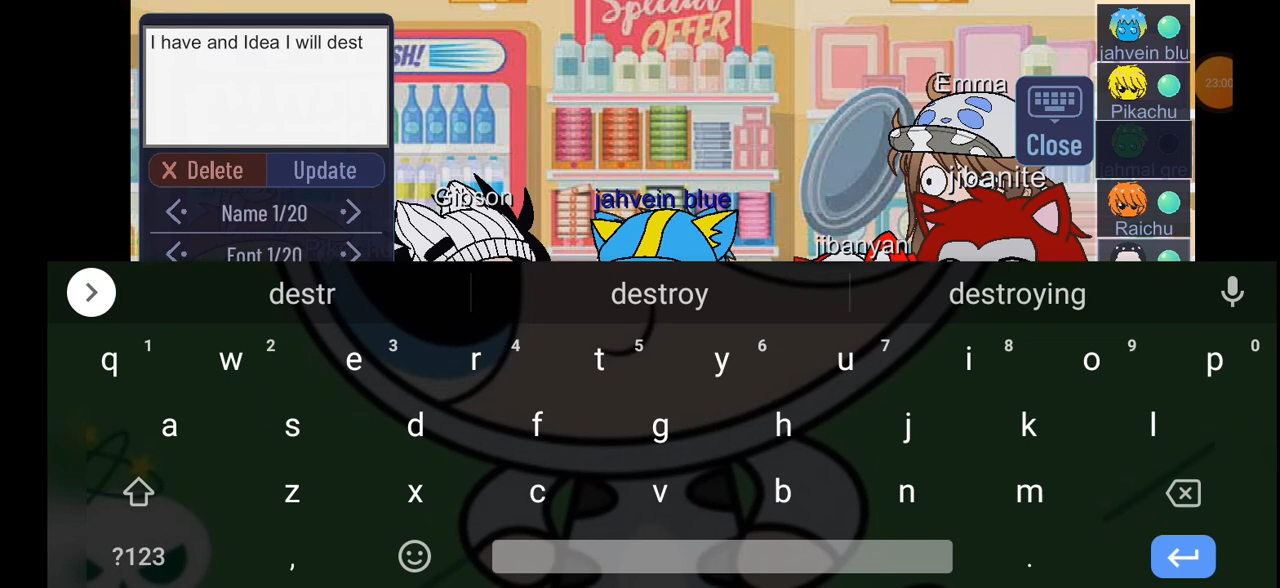 I have and Idea I will dest
Special
OFFER
SH!
Delete
Update
Name 1/20
Font 1/20
Gibson
jahvein blue
jibanyan
Emma
jibanite
Close
jahvein blu
Pikachu
Raichu
23:00
destr
destroy
destroying
q 1 w 2 e 3 r 4 t 5 y 6 u 7 i 8 o 9 p 0
a s d f g h j k l
z x c v b n m
?123 , .